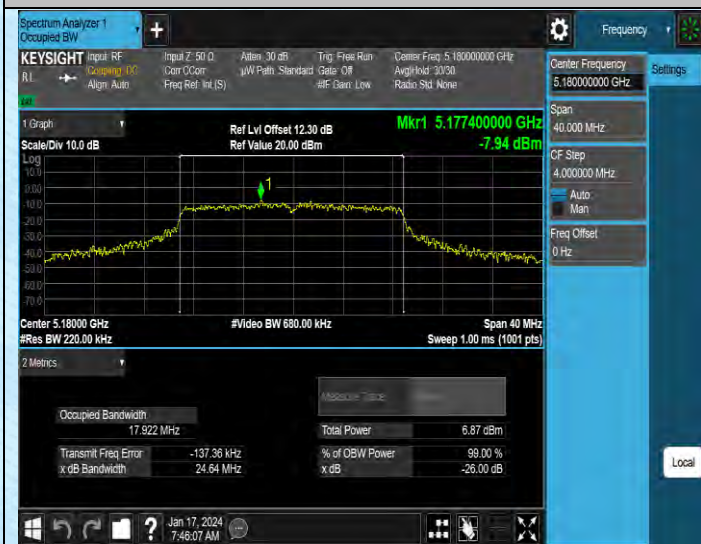 Spectrum Analyzer 1
Occupied BW
Frequency
KEYSIGHT Input: RF Input Z: 50 Ω Atten: 30 dB Trig: Free Run Center Freq: 5.180000000 GHz
RL Coupling: DC Corr CCorr µW Path: Standard Gate: Off Avg|Hold: 30/30
Align: Auto Freq Ref: Int (S) #IF Gain: Low Radio Std: None
Center Frequency
5.180000000 GHz
Settings
Span
40.000 MHz
CF Step
4.000000 MHz
Auto
Man
Freq Offset
0 Hz
1 Graph
Ref Lvl Offset 12.30 dB
Mkr1 5.177400000 GHz
Scale/Div 10.0 dB
Ref Value 20.00 dBm
-7.94 dBm
Log
10.0
0.00
-10.0
-20.0
-30.0
-40.0
-50.0
-60.0
-70.0
1
Center 5.18000 GHz
#Video BW 680.00 kHz
Span 40 MHz
#Res BW 220.00 kHz
Sweep 1.00 ms (1001 pts)
2 Metrics
Measure Trace
Occupied Bandwidth
17.922 MHz
Total Power 6.87 dBm
Transmit Freq Error -137.36 kHz
% of OBW Power 99.00 %
x dB Bandwidth 24.64 MHz
x dB -26.00 dB
Local
?
Jan 17, 2024
7:46:07 AM